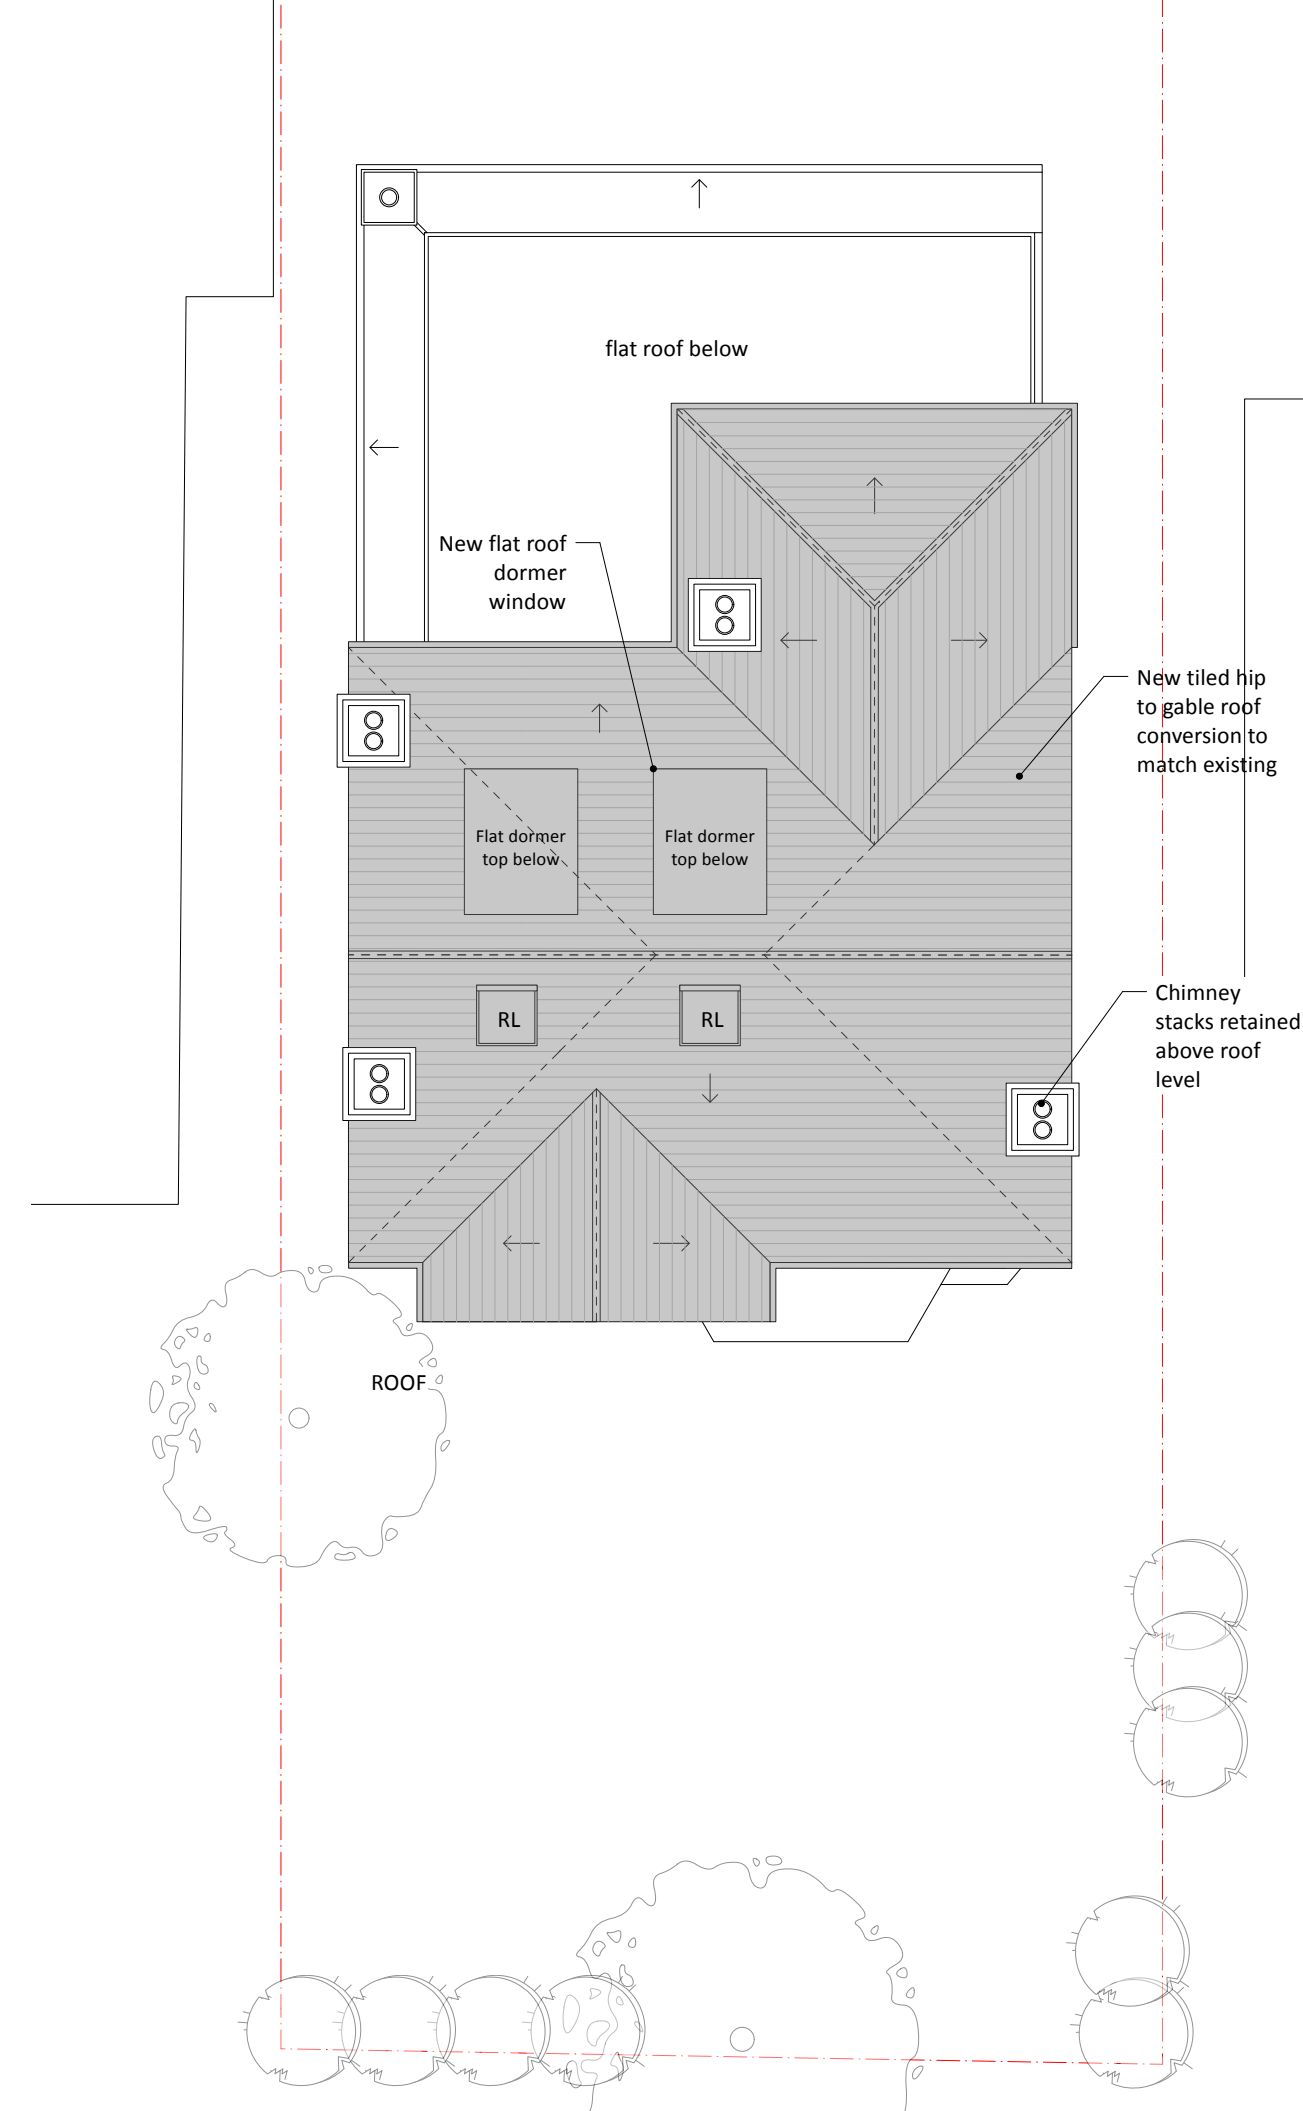 flat roof below
New flat roof
dormer
window
New tiled hip
to gable roof
conversion to
match existing
Flat dormer
top below
Flat dormer
top below
RL
RL
Chimney
stacks retained
above roof
level
ROOF